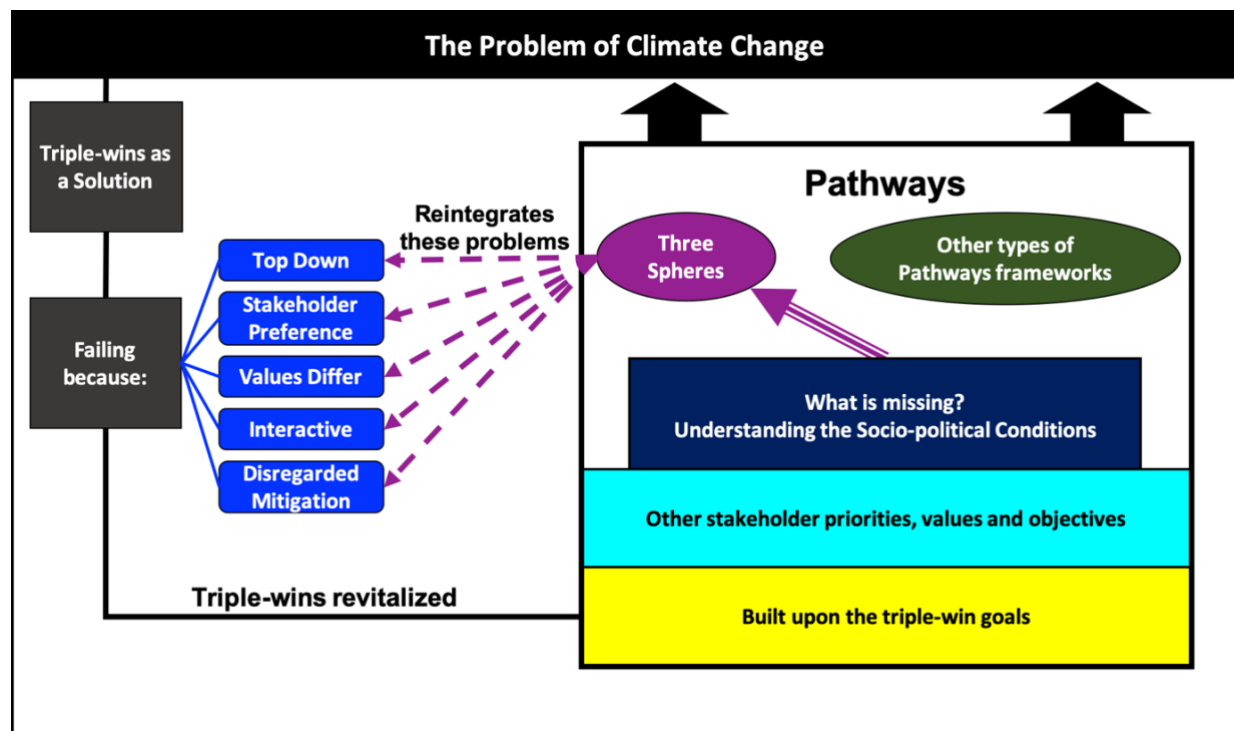 The Problem of Climate Change
Triple-wins as
a Solution
Failing
because:
Top Down
Stakeholder
Preference
Values Differ
Interactive
Disregarded
Mitigation
Reintegrates
these problems
Triple-wins revitalized
Pathways
Three
Spheres
Other types of
Pathways frameworks
What is missing?
Understanding the Socio-political Conditions
Other stakeholder priorities, values and objectives
Built upon the triple-win goals